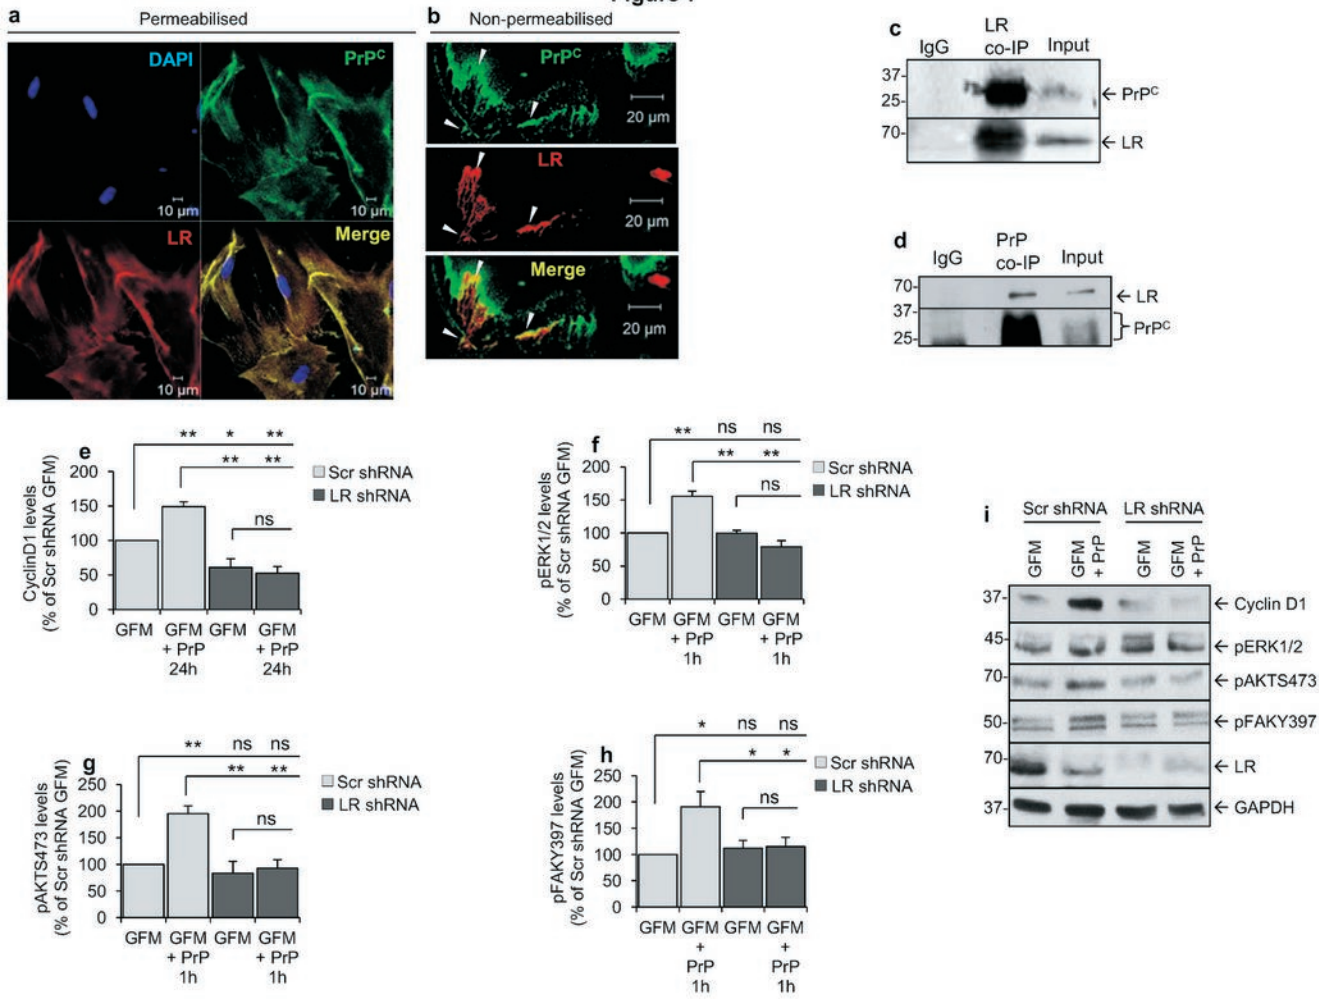 a
Permeabilised
DAPI
PrPC
10 µm
10 µm
LR
Merge
10 µm
10 µm
b
Non-permeabilised
PrPC
20 µm
LR
20 µm
Merge
20 µm
c
IgG
LR
co-IP
Input
37-
25-
← PrPC
70-
← LR
d
IgG
PrP
co-IP
Input
70-
← LR
37-
25-
PrPC
e
** * **
** **
ns
Scr shRNA
LR shRNA
CyclinD1 levels
(% of Scr shRNA GFM)
200
150
100
50
0
GFM GFM GFM GFM
+ PrP + PrP
24h 24h
f
** ns ns
** **
ns
Scr shRNA
LR shRNA
pERK1/2 levels
(% of Scr shRNA GFM)
200
150
100
50
0
GFM GFM GFM GFM
+ PrP + PrP
1h 1h
g
** ns ns
** **
ns
Scr shRNA
LR shRNA
pAKTS473 levels
(% of Scr shRNA GFM)
250
200
150
100
50
0
GFM GFM GFM GFM
+ PrP + PrP
1h 1h
h
* ns ns
* *
ns
Scr shRNA
LR shRNA
pFAKY397 levels
(% of Scr shRNA GFM)
250
200
150
100
50
0
GFM GFM GFM GFM
+ +
PrP PrP
1h 1h
i
Scr shRNA LR shRNA
GFM
GFM
+ PrP
GFM
GFM
+ PrP
37- ← Cyclin D1
45- ← pERK1/2
70- ← pAKTS473
50- ← pFAKY397
70- ← LR
37- ← GAPDH